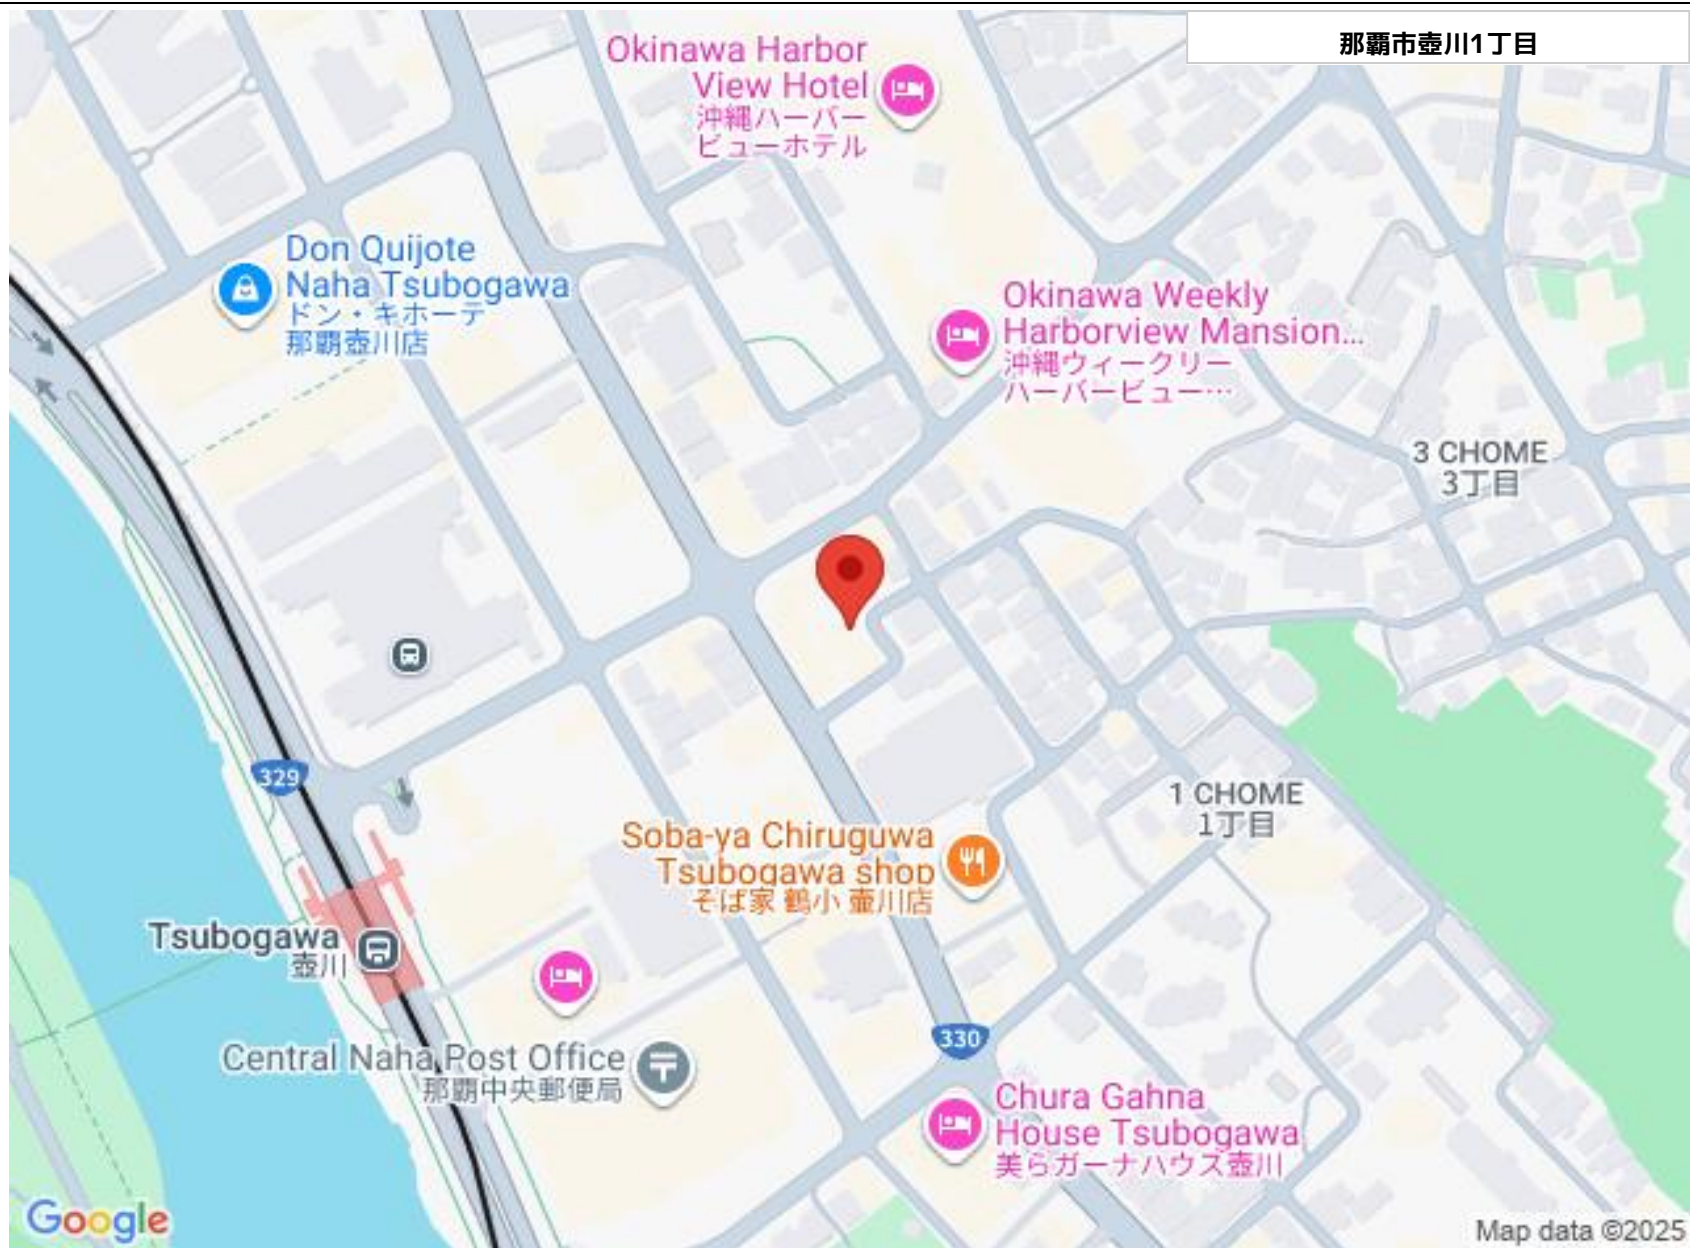 那覇市壺川1丁目
Okinawa Harbor
View Hotel
沖縄ハーバー
ビューホテル
Don Quijote
Naha Tsubogawa
ドン・キホーテ
那覇壺川店
Okinawa Weekly
Harborview Mansion...
沖縄ウィークリー
ハーバービュー…
3 CHOME
3丁目
329
1 CHOME
1丁目
Soba-ya Chiruguwa
Tsubogawa shop
そば家 鶴小 壷川店
Tsubogawa
壺川
Central Naha Post Office
那覇中央郵便局
330
Chura Gahna
House Tsubogawa
美らガーナハウス壺川
Google
Map data ©2025